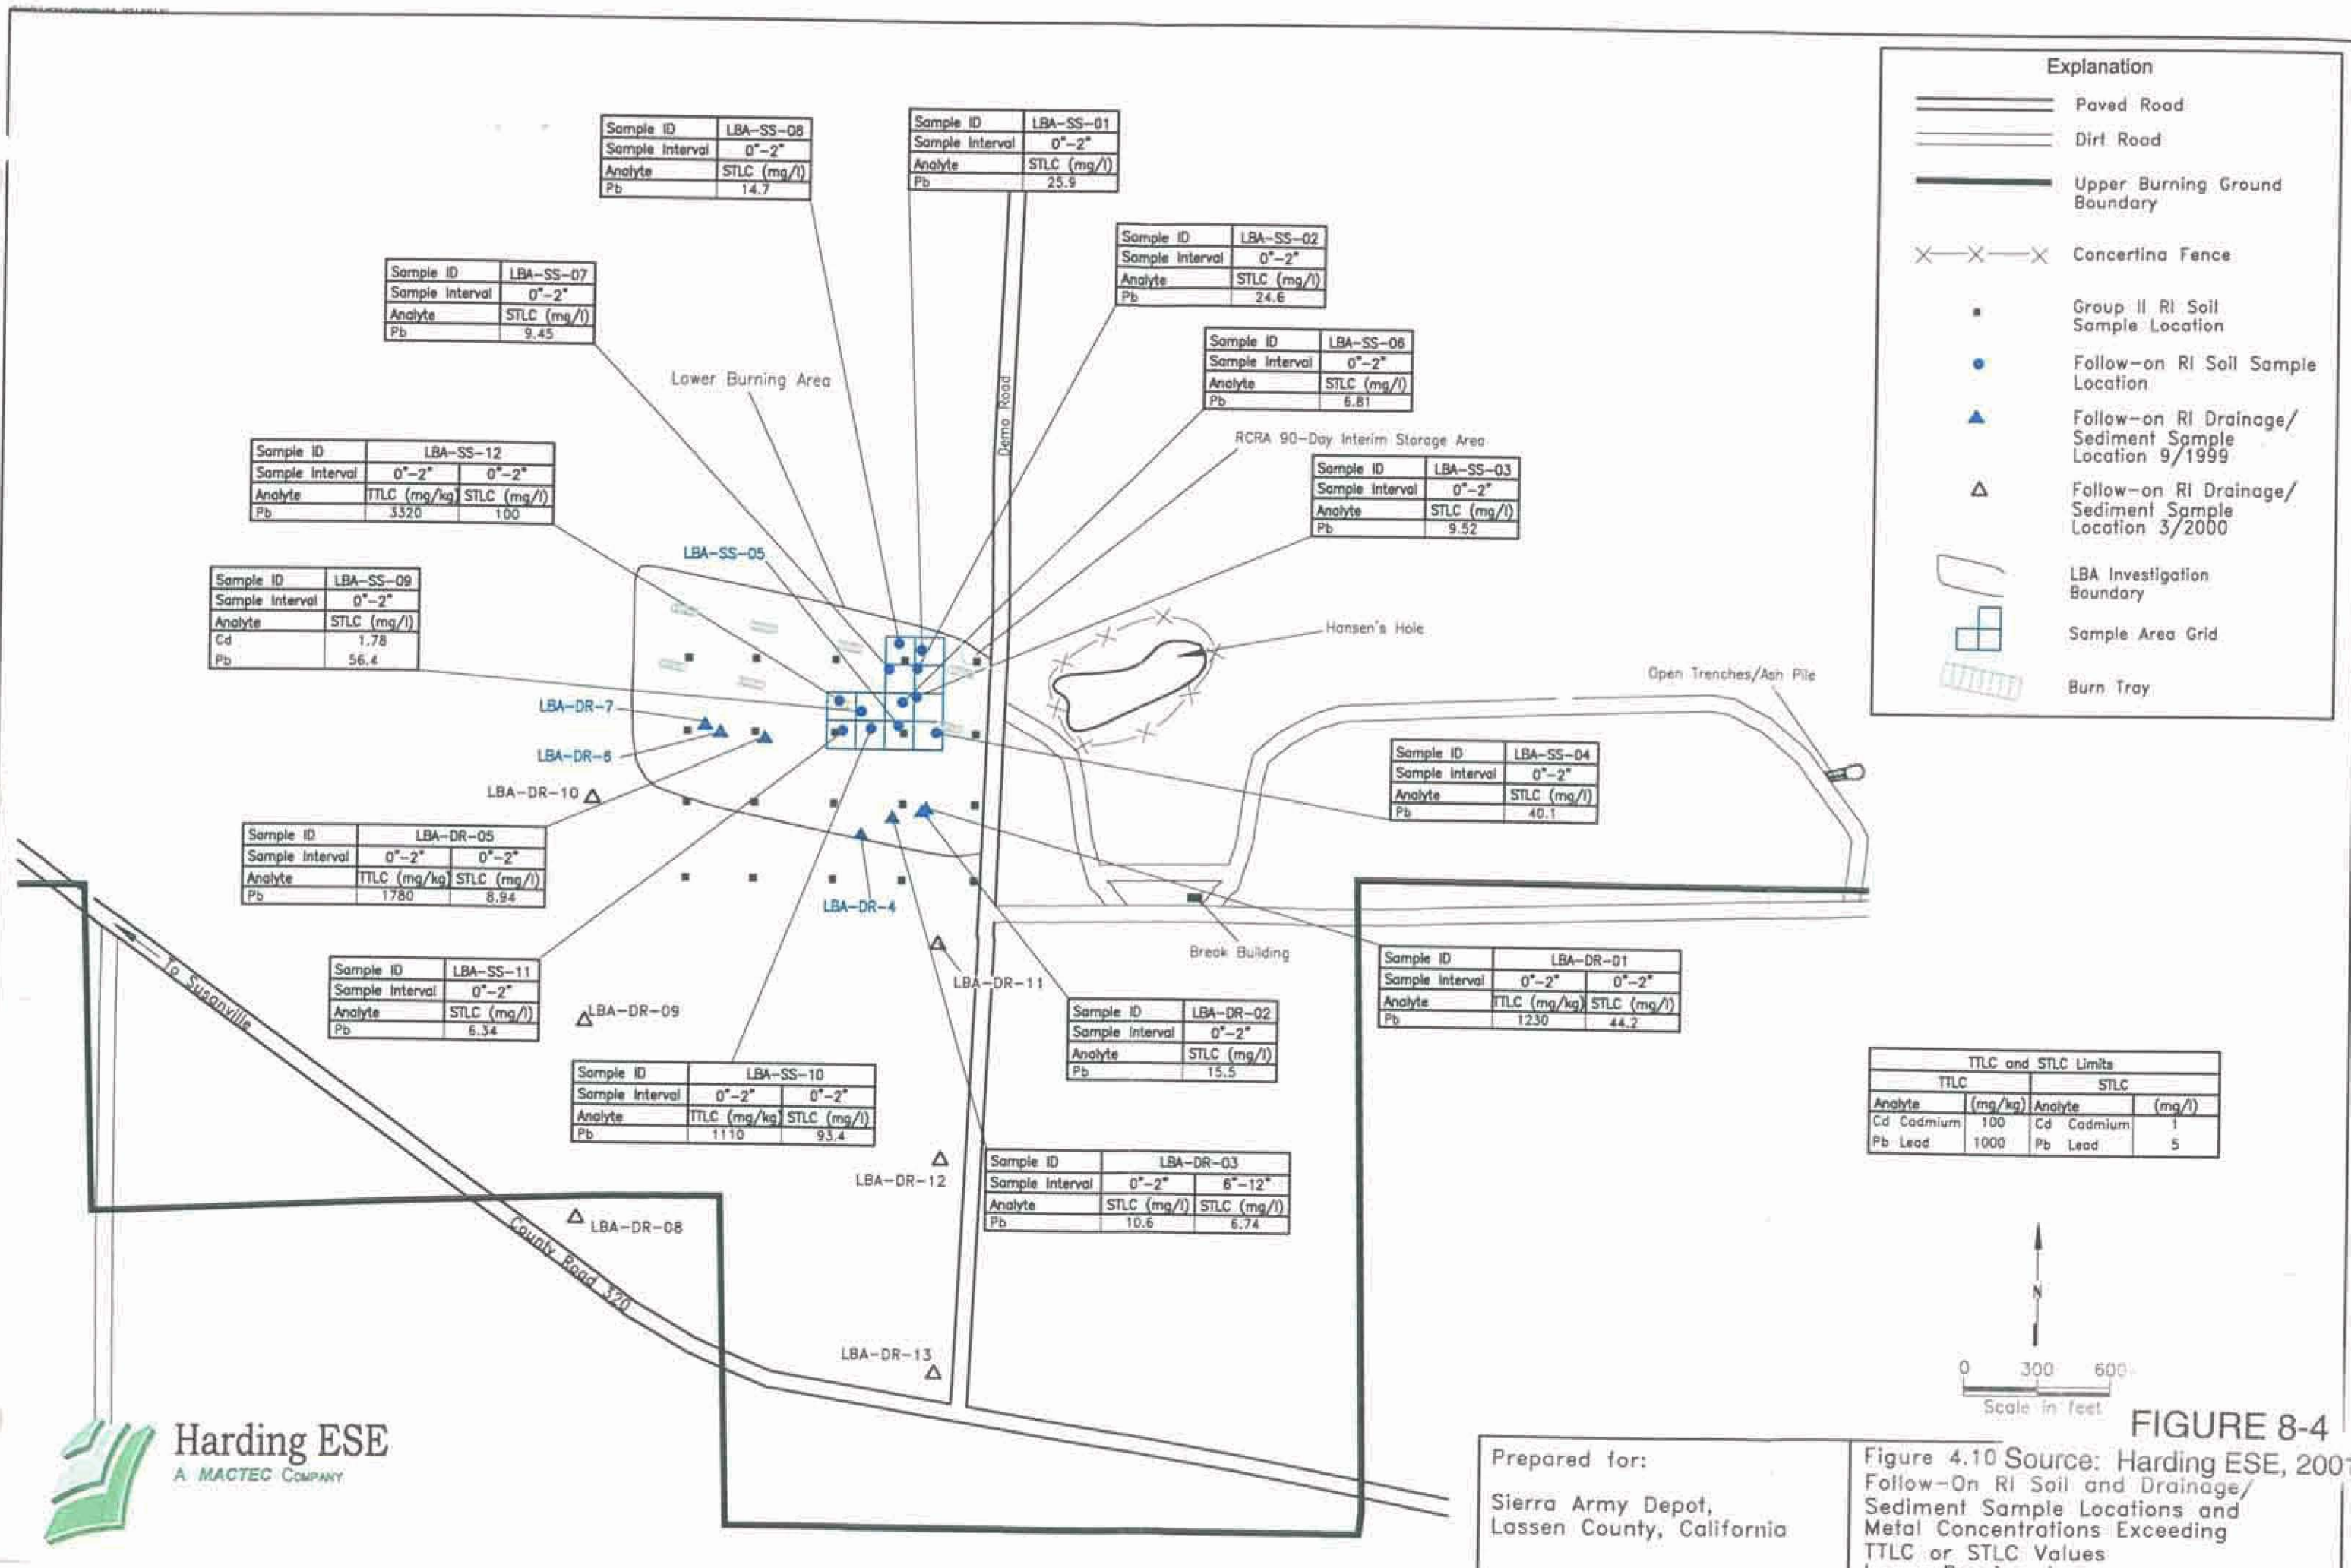 Explanation
Paved Road
Dirt Road
Upper Burning Ground
Boundary
Concertina Fence
Group II RI Soil
Sample Location
Follow-on RI Soil Sample
Location
Follow-on RI Drainage/
Sediment Sample
Location 9/1999
Follow-on RI Drainage/
Sediment Sample
Location 3/2000
LBA Investigation
Boundary
Sample Area Grid
Burn Tray
Sample ID LBA-SS-08
Sample Interval 0"-2"
Analyte STLC (mg/l)
Pb 14.7
Sample ID LBA-SS-01
Sample Interval 0"-2"
Analyte STLC (mg/l)
Pb 25.9
Sample ID LBA-SS-02
Sample Interval 0"-2"
Analyte STLC (mg/l)
Pb 24.6
Sample ID LBA-SS-07
Sample Interval 0"-2"
Analyte STLC (mg/l)
Pb 9.45
Sample ID LBA-SS-06
Sample Interval 0"-2"
Analyte STLC (mg/l)
Pb 6.81
Lower Burning Area
Demo Road
RCRA 90-Day Interim Storage Area
Sample ID LBA-SS-12
Sample Interval 0"-2" 0"-2"
Analyte TTLC (mg/kg) STLC (mg/l)
Pb 3320 100
Sample ID LBA-SS-03
Sample Interval 0"-2"
Analyte STLC (mg/l)
Pb 9.52
LBA-SS-05
Sample ID LBA-SS-09
Sample Interval 0"-2"
Analyte STLC (mg/l)
Cd 1.78
Pb 56.4
Hansen's Hole
Open Trenches/Ash Pile
LBA-DR-7
LBA-DR-6
LBA-DR-10
Sample ID LBA-SS-04
Sample Interval 0"-2"
Analyte STLC (mg/l)
Pb 40.1
Sample ID LBA-DR-05
Sample Interval 0"-2" 0"-2"
Analyte TTLC (mg/kg) STLC (mg/l)
Pb 1780 8.94
LBA-DR-4
Break Building
Sample ID LBA-DR-01
Sample Interval 0"-2" 0"-2"
Analyte TTLC (mg/kg) STLC (mg/l)
Pb 1230 44.2
To Susanville
Sample ID LBA-SS-11
Sample Interval 0"-2"
Analyte STLC (mg/l)
Pb 6.34
LBA-DR-09
LBA-DR-11
Sample ID LBA-DR-02
Sample Interval 0"-2"
Analyte STLC (mg/l)
Pb 15.5
Sample ID LBA-SS-10
Sample Interval 0"-2" 0"-2"
Analyte TTLC (mg/kg) STLC (mg/l)
Pb 1110 93.4
TTLC and STLC Limits
TTLC STLC
Analyte (mg/kg) Analyte (mg/l)
Cd Cadmium 100 Cd Cadmium 1
Pb Lead 1000 Pb Lead 5
LBA-DR-12
Sample ID LBA-DR-03
Sample Interval 0"-2" 6"-12"
Analyte STLC (mg/l) STLC (mg/l)
Pb 10.6 6.74
LBA-DR-08
County Road 320
LBA-DR-13
N
0 300 600
Scale in feet
Harding ESE
A MACTEC COMPANY
FIGURE 8-4
Prepared for:
Sierra Army Depot,
Lassen County, California
Figure 4.10 Source: Harding ESE, 2001
Follow-On RI Soil and Drainage/
Sediment Sample Locations and
Metal Concentrations Exceeding
TTLC or STLC Values